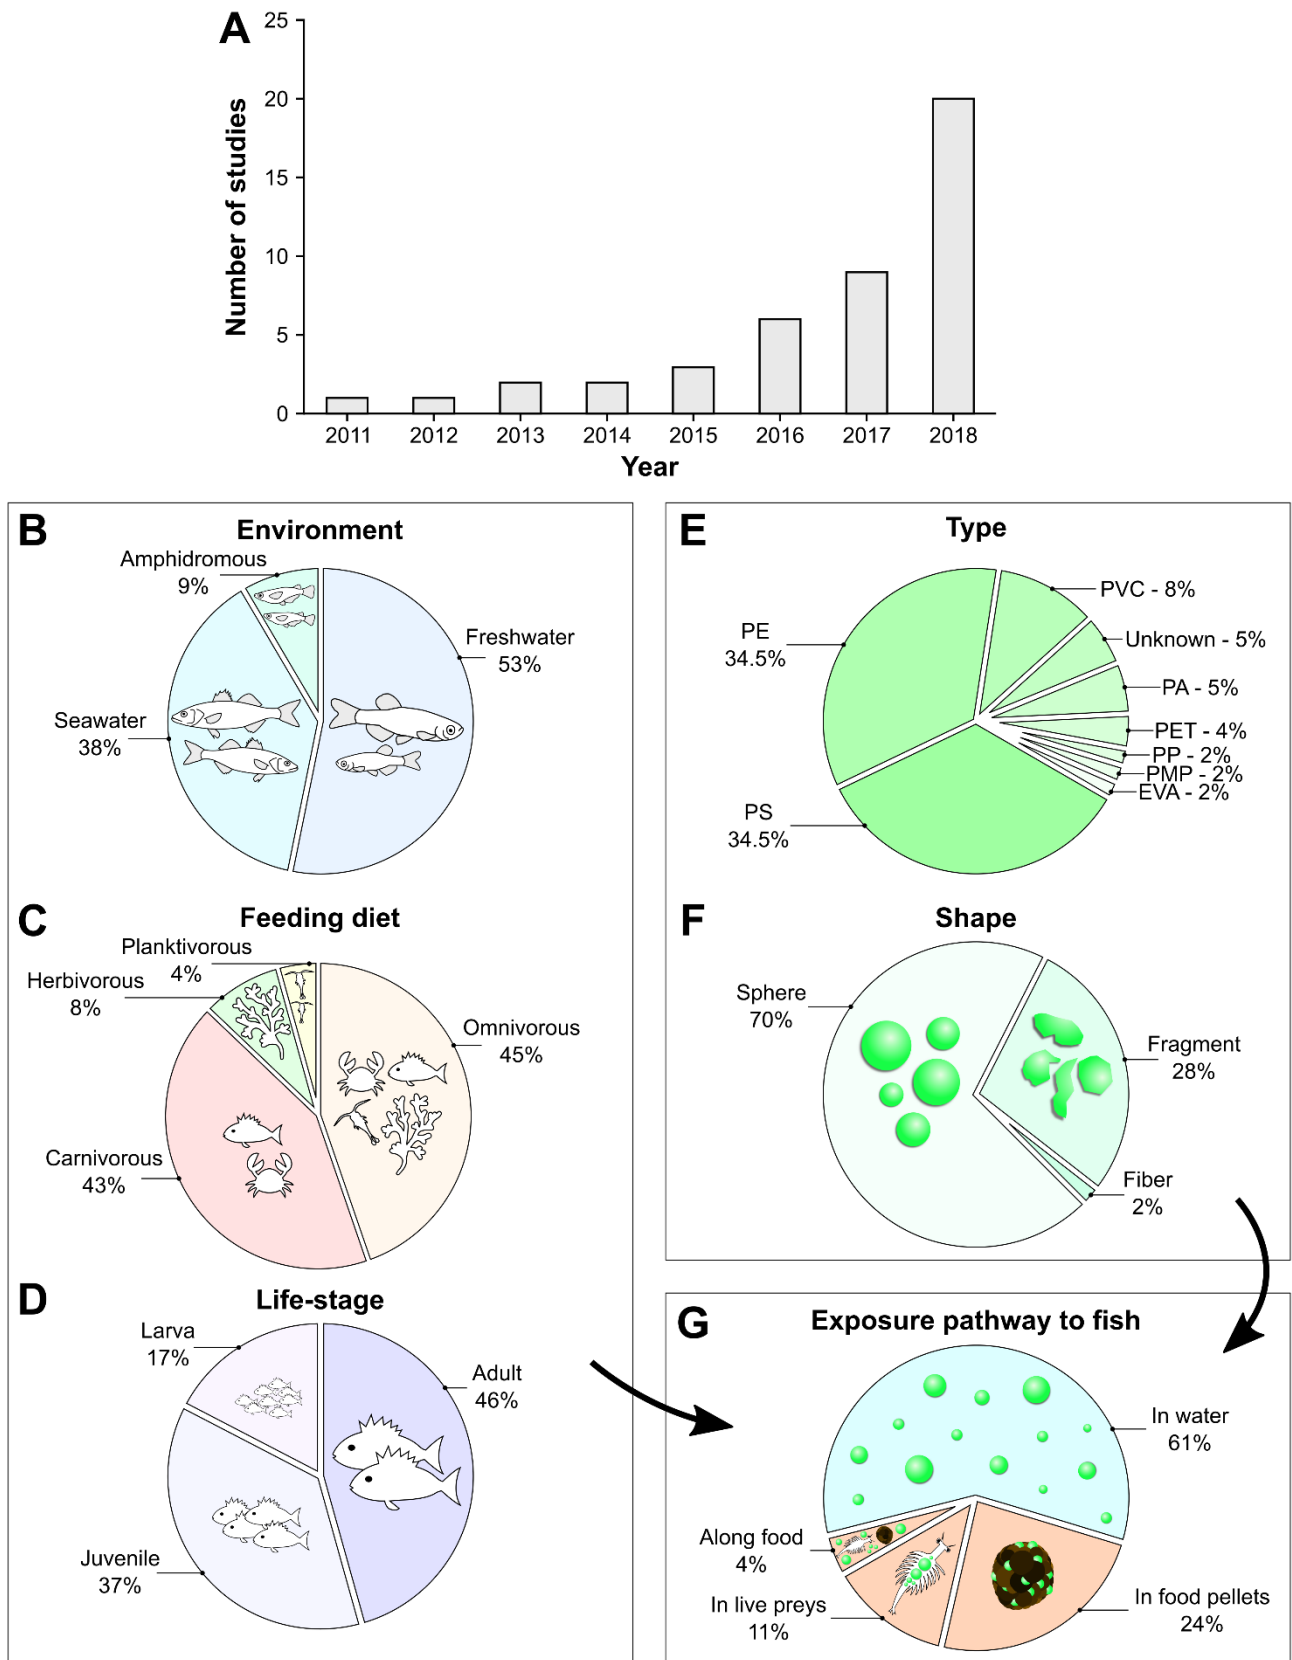 A
25
20
15
10
5
0
Number of studies
2011 2012 2013 2014 2015 2016 2017 2018
Year
B
Environment
Amphidromous
9%
Freshwater
53%
Seawater
38%
C
Feeding diet
Planktivorous
4%
Herbivorous
8%
Omnivorous
45%
Carnivorous
43%
D
Life-stage
Larva
17%
Adult
46%
Juvenile
37%
E
Type
PE
34.5%
PVC - 8%
Unknown - 5%
PA - 5%
PET - 4%
PP - 2%
PMP - 2%
EVA - 2%
PS
34.5%
F
Shape
Sphere
70%
Fragment
28%
Fiber
2%
G
Exposure pathway to fish
In water
61%
Along food
4%
In live preys
11%
In food pellets
24%